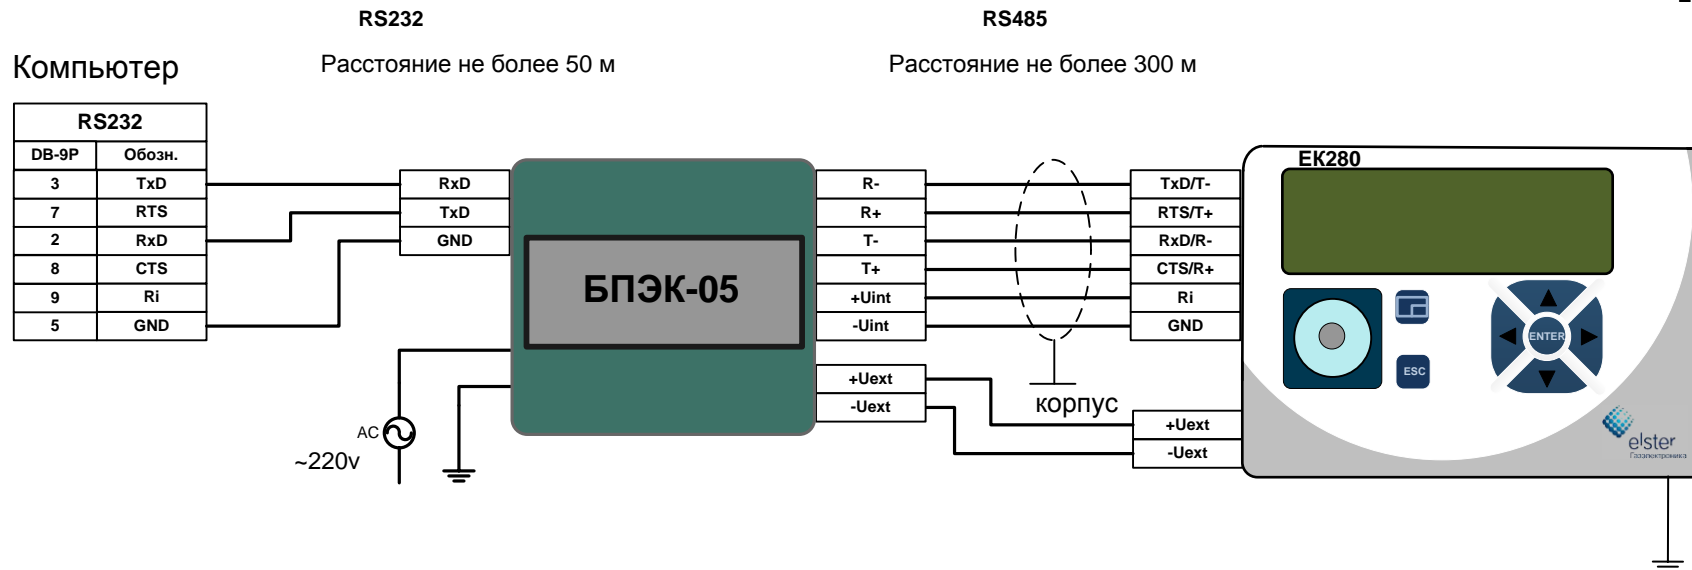 RS232
RS485
Компьютер
Расстояние не более 50 м
Расстояние не более 300 м
RS232
DB-9P Обозн.
3 TxD
7 RTS
2 RxD
8 CTS
9 Ri
5 GND
RxD
TxD
GND
БПЭК-05
R-
R+
T-
T+
+Uint
-Uint
+Uext
-Uext
TxD/T-
RTS/T+
RxD/R-
CTS/R+
Ri
GND
+Uext
-Uext
корпус
AC
~220v
ЕК280
ENTER
ESC
elster
Газэлектроника